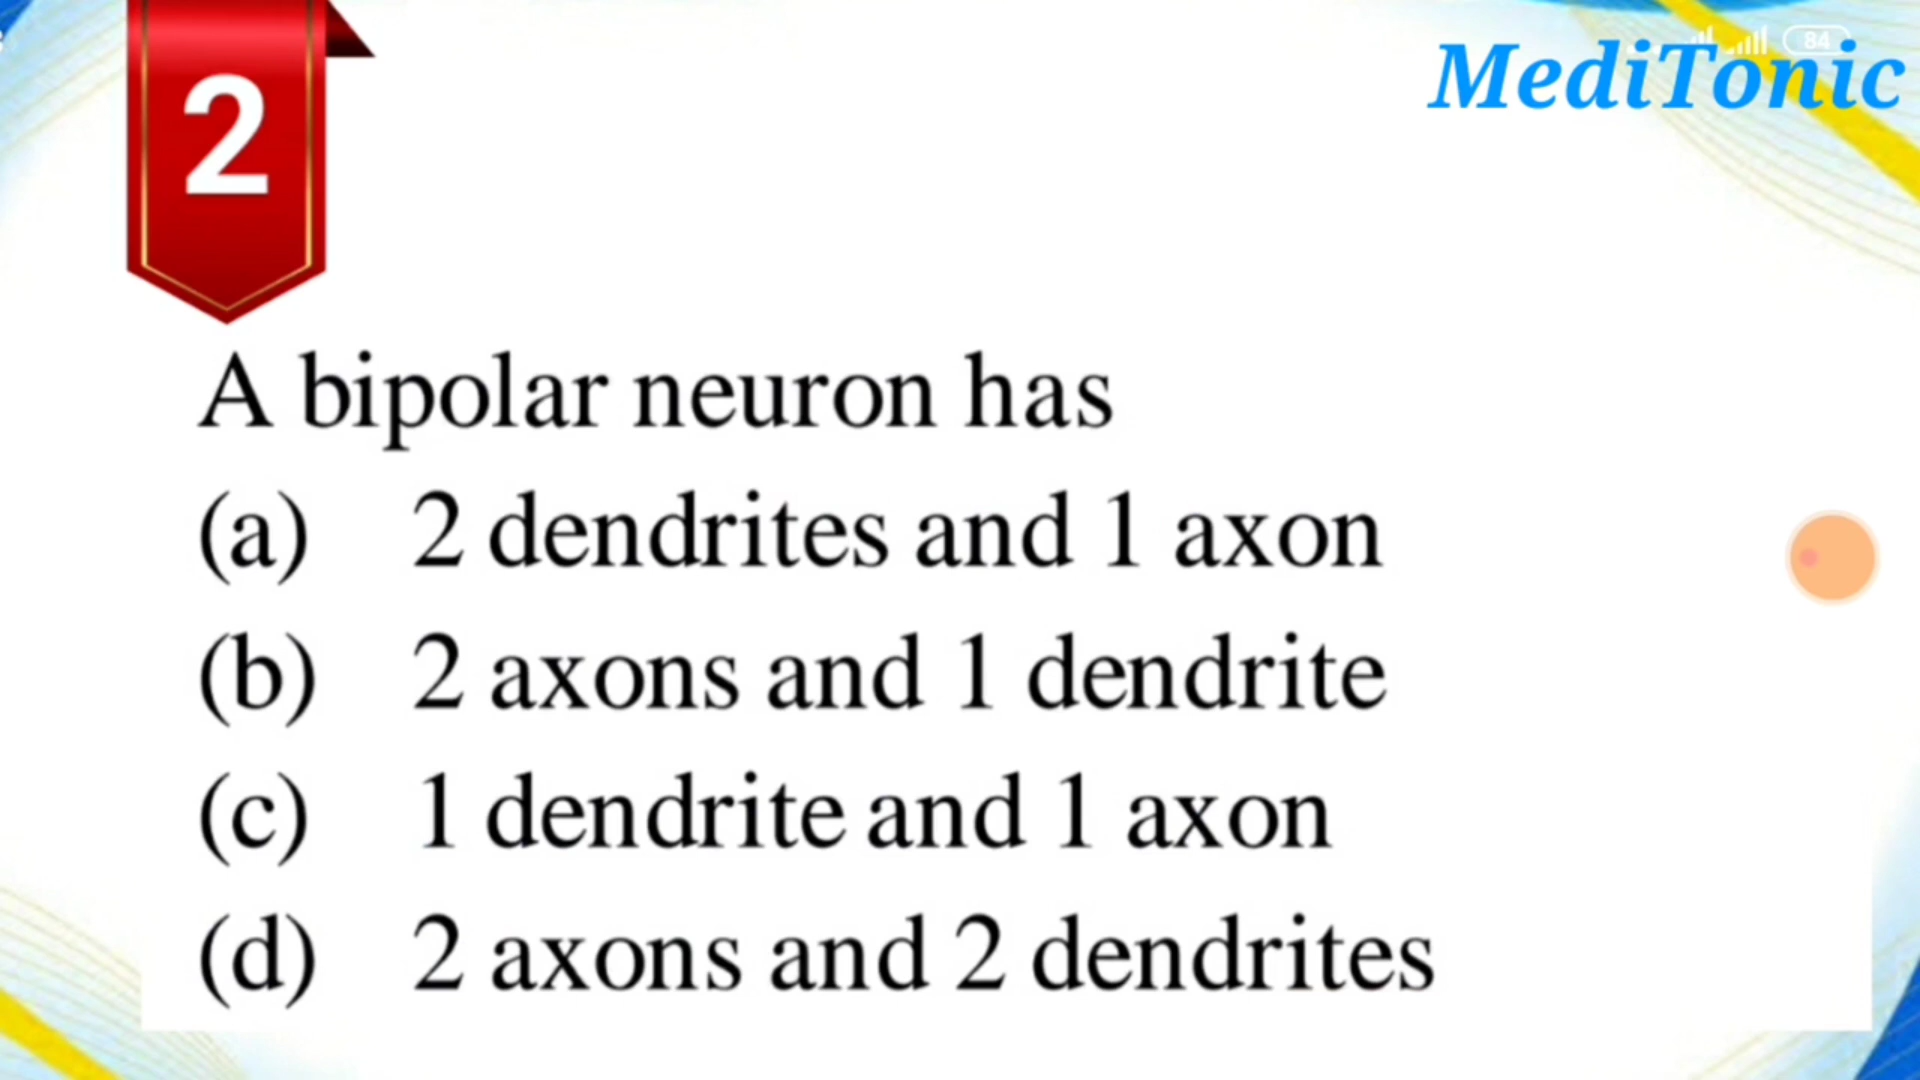 2
MediTonic
84
A bipolar neuron has
(a) 2 dendrites and 1 axon
(b) 2 axons and 1 dendrite
(c) 1 dendrite and 1 axon
(d) 2 axons and 2 dendrites